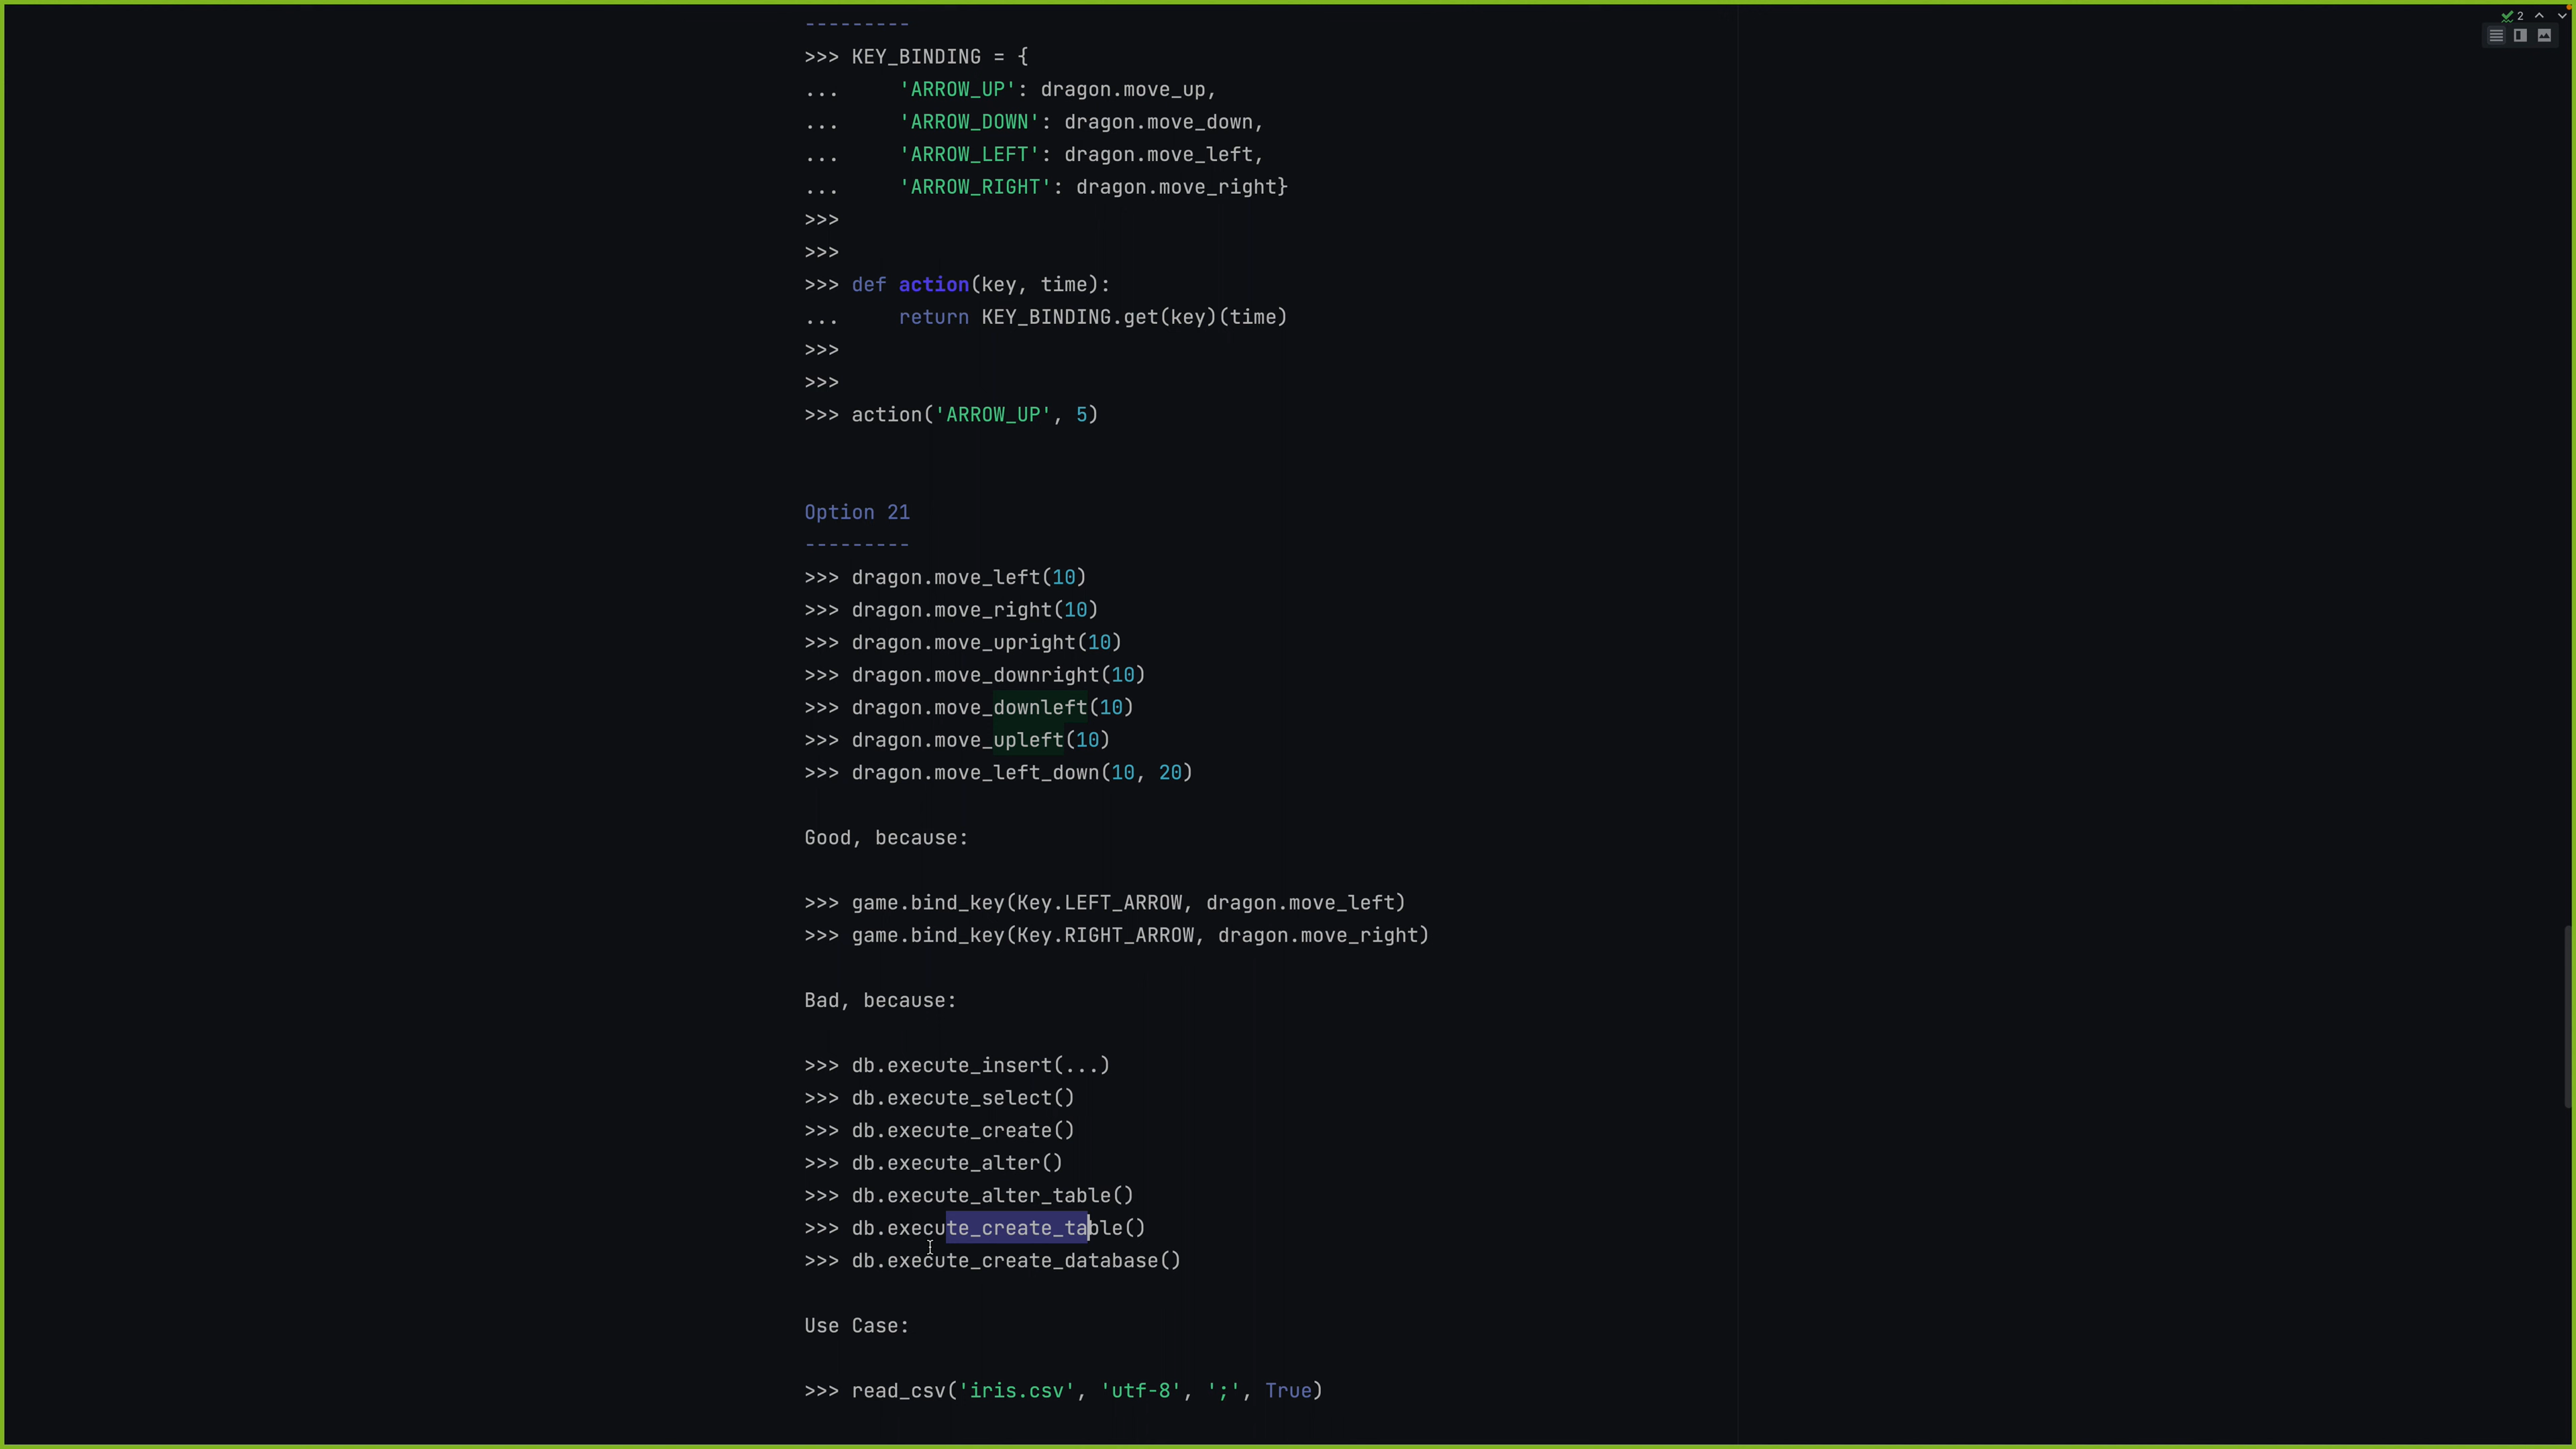 ---------
>>> KEY_BINDING = {
...     'ARROW_UP': dragon.move_up,
...     'ARROW_DOWN': dragon.move_down,
...     'ARROW_LEFT': dragon.move_left,
...     'ARROW_RIGHT': dragon.move_right}
>>>
>>>
>>> def action(key, time):
...     return KEY_BINDING.get(key)(time)
>>>
>>>
>>> action('ARROW_UP', 5)
Option 21
---------
>>> dragon.move_left(10)
>>> dragon.move_right(10)
>>> dragon.move_upright(10)
>>> dragon.move_downright(10)
>>> dragon.move_downleft(10)
>>> dragon.move_upleft(10)
>>> dragon.move_left_down(10, 20)
Good, because:
>>> game.bind_key(Key.LEFT_ARROW, dragon.move_left)
>>> game.bind_key(Key.RIGHT_ARROW, dragon.move_right)
Bad, because:
>>> db.execute_insert(...)
>>> db.execute_select()
>>> db.execute_create()
>>> db.execute_alter()
>>> db.execute_alter_table()
>>> db.execute_create_table()
>>> db.execute_create_database()
Use Case:
>>> read_csv('iris.csv', 'utf-8', ';', True)
2